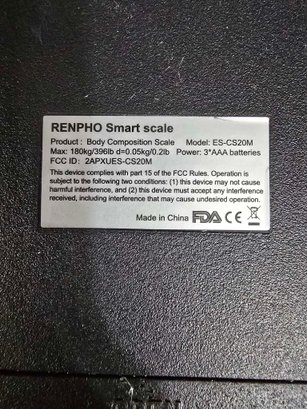 RENPHO Smart scale
Product : Body Composition Scale Model: ES-CS20M
Max: 180kg/396lb d=0.05kg/0.2lb Power: 3*AAA batteries
FCC ID: 2APXUES-CS20M
This device complies with part 15 of the FCC Rules. Operation is
subject to the following two conditions: (1) this device may not cause
harmful interference, and (2) this device must accept any interference
received, including interference that may cause undesired operation.
Made in China FDA CE